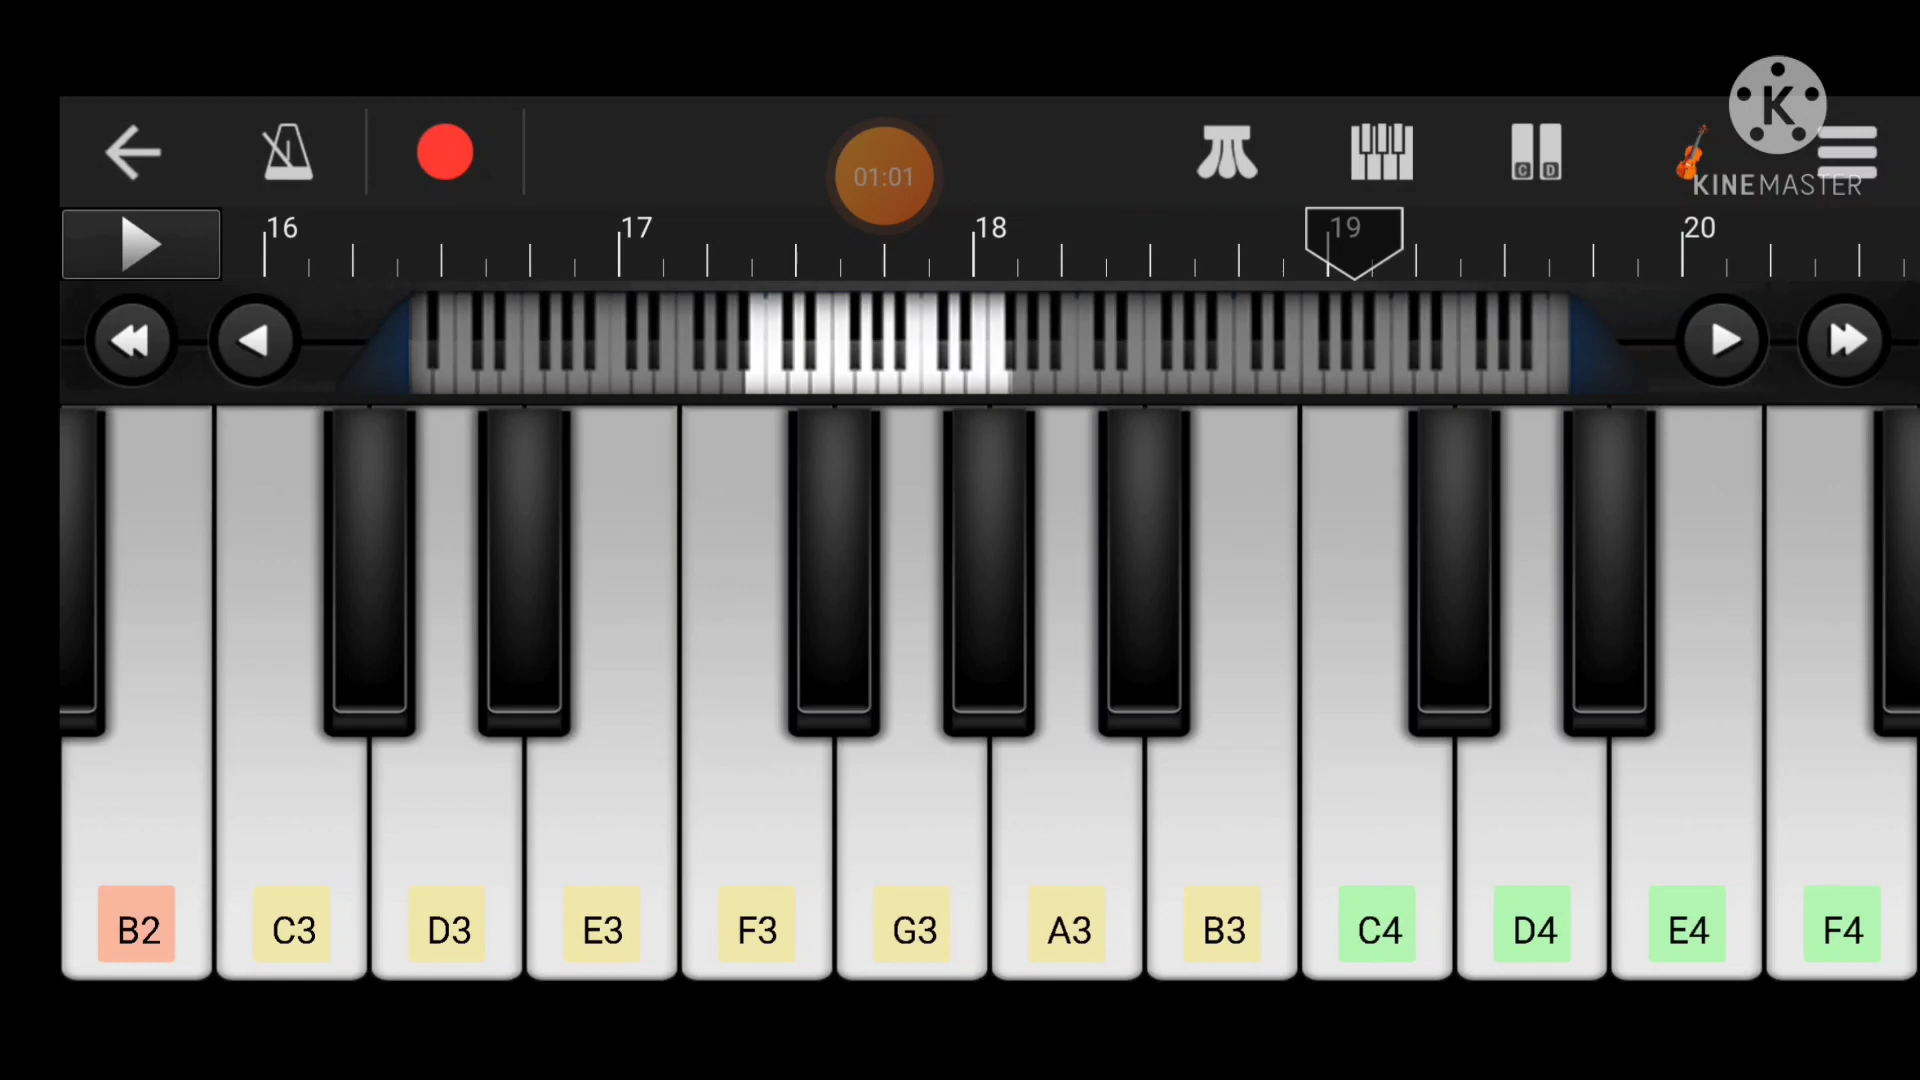 01:01
C D
K
KINEMASTER
16 17 18 19 20
B2 C3 D3 E3 F3 G3 A3 B3 C4 D4 E4 F4